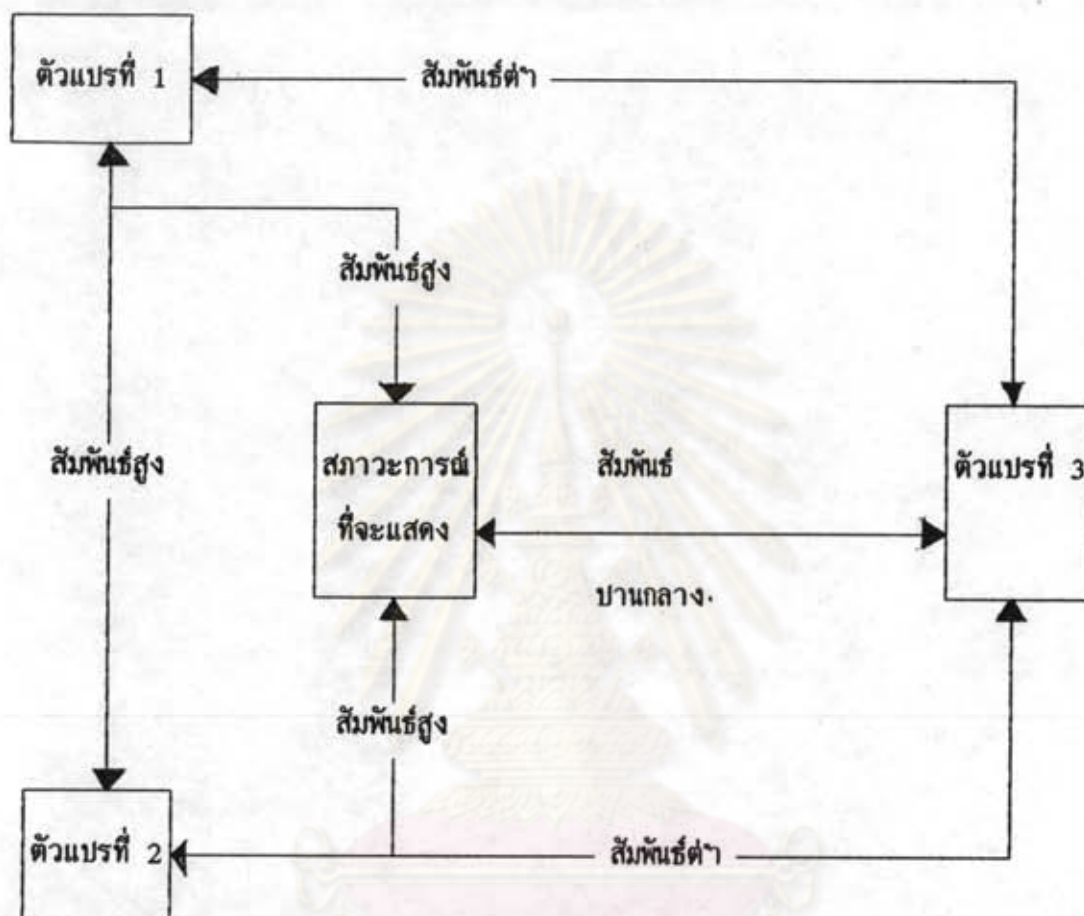 ตัวแปรที่ 1
สัมพันธ์ต่ำ
สัมพันธ์สูง
สัมพันธ์สูง
สภาวะการณ์
ที่จะแสดง
สัมพันธ์
ปานกลาง.
ตัวแปรที่ 3
สัมพันธ์สูง
ตัวแปรที่ 2
สัมพันธ์ต่ำ